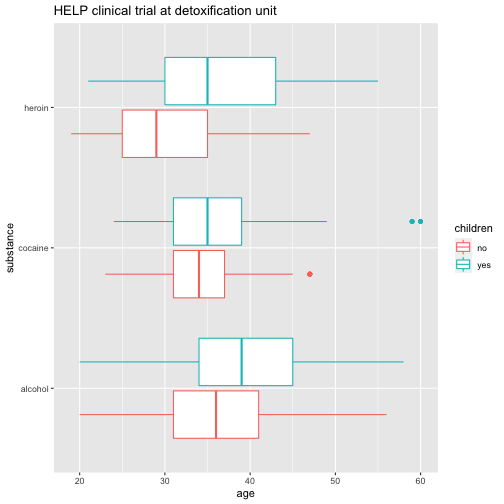 HELP clinical trial at detoxification unit
heroin
cocaine
alcohol
substance
20
30
40
50
60
age
children
no
yes